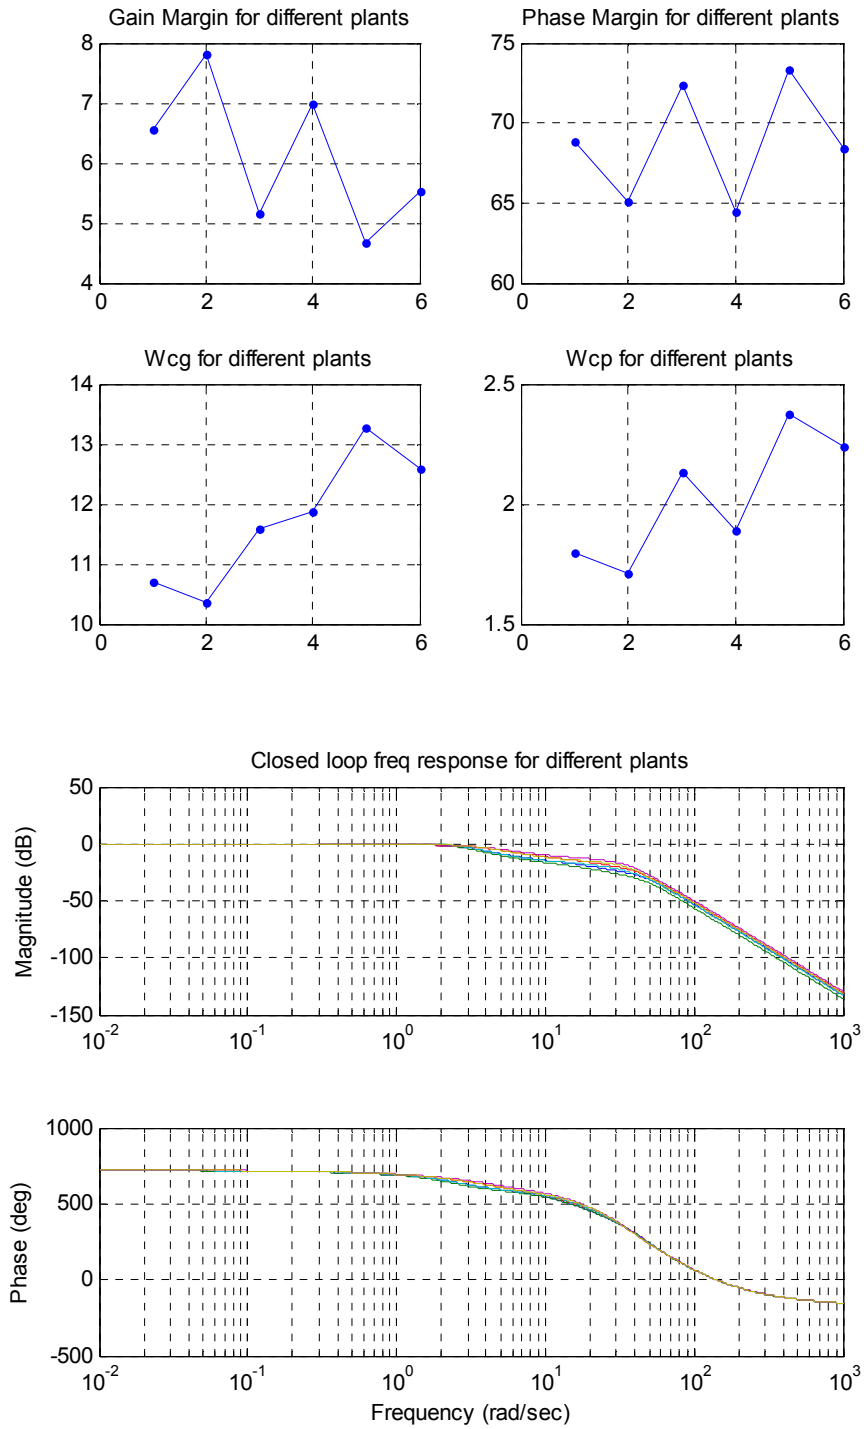 Gain Margin for different plants
8
7
6
5
4
0 2 4 6
Phase Margin for different plants
75
70
65
60
0 2 4 6
Wcg for different plants
14
13
12
11
10
0 2 4 6
Wcp for different plants
2.5
2
1.5
0 2 4 6
Closed loop freq response for different plants
Magnitude (dB)
50
0
-50
-100
-150
10^-2 10^-1 10^0 10^1 10^2 10^3
Phase (deg)
1000
500
0
-500
10^-2 10^-1 10^0 10^1 10^2 10^3
Frequency (rad/sec)